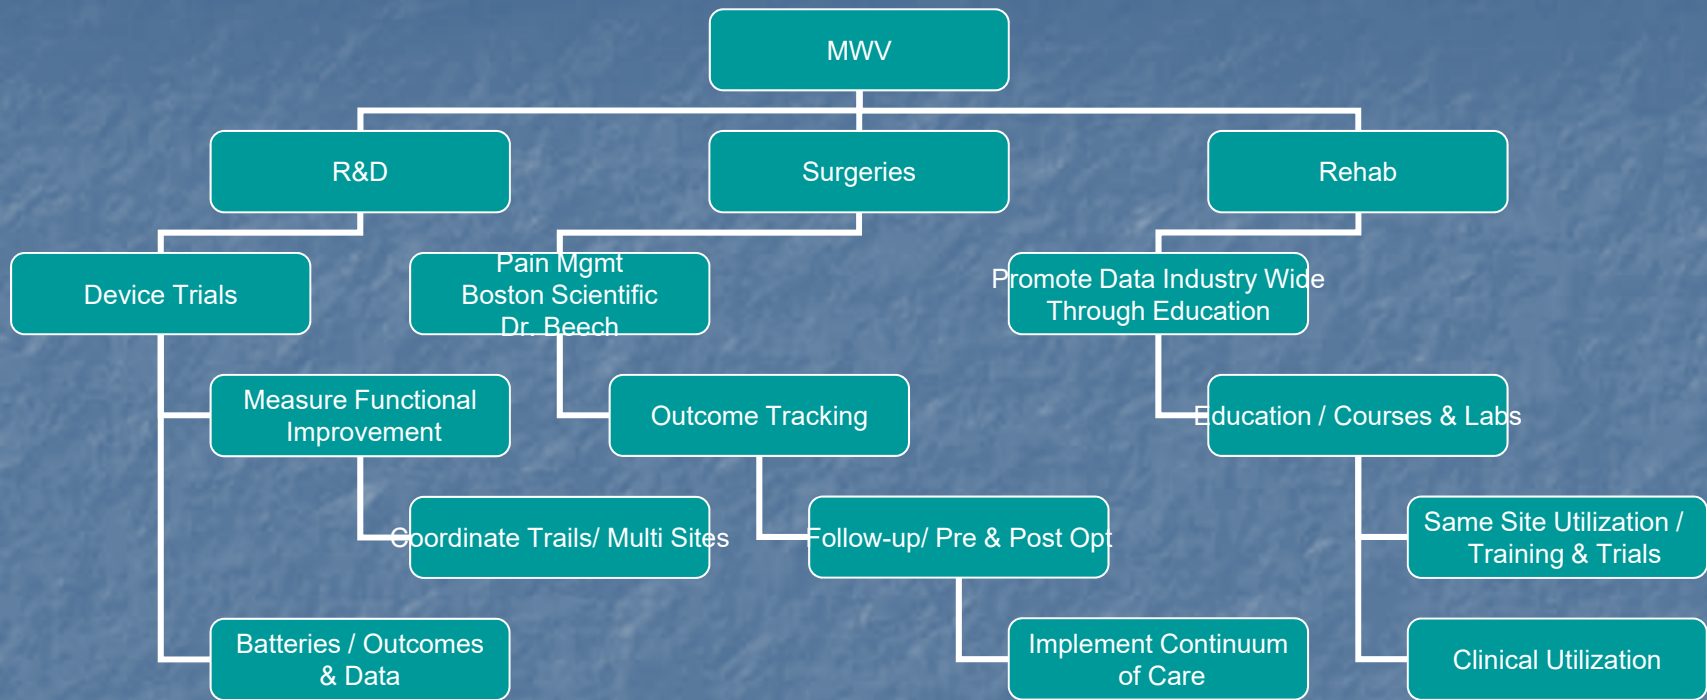 MWV
R&D
Surgeries
Rehab
Device Trials
Pain Mgmt
Boston Scientific
Dr. Beech
Promote Data Industry Wide
Through Education
Measure Functional
Improvement
Outcome Tracking
Education / Courses & Labs
Coordinate Trails/ Multi Sites
Follow-up/ Pre & Post Opt
Same Site Utilization /
Training & Trials
Batteries / Outcomes
& Data
Implement Continuum
of Care
Clinical Utilization